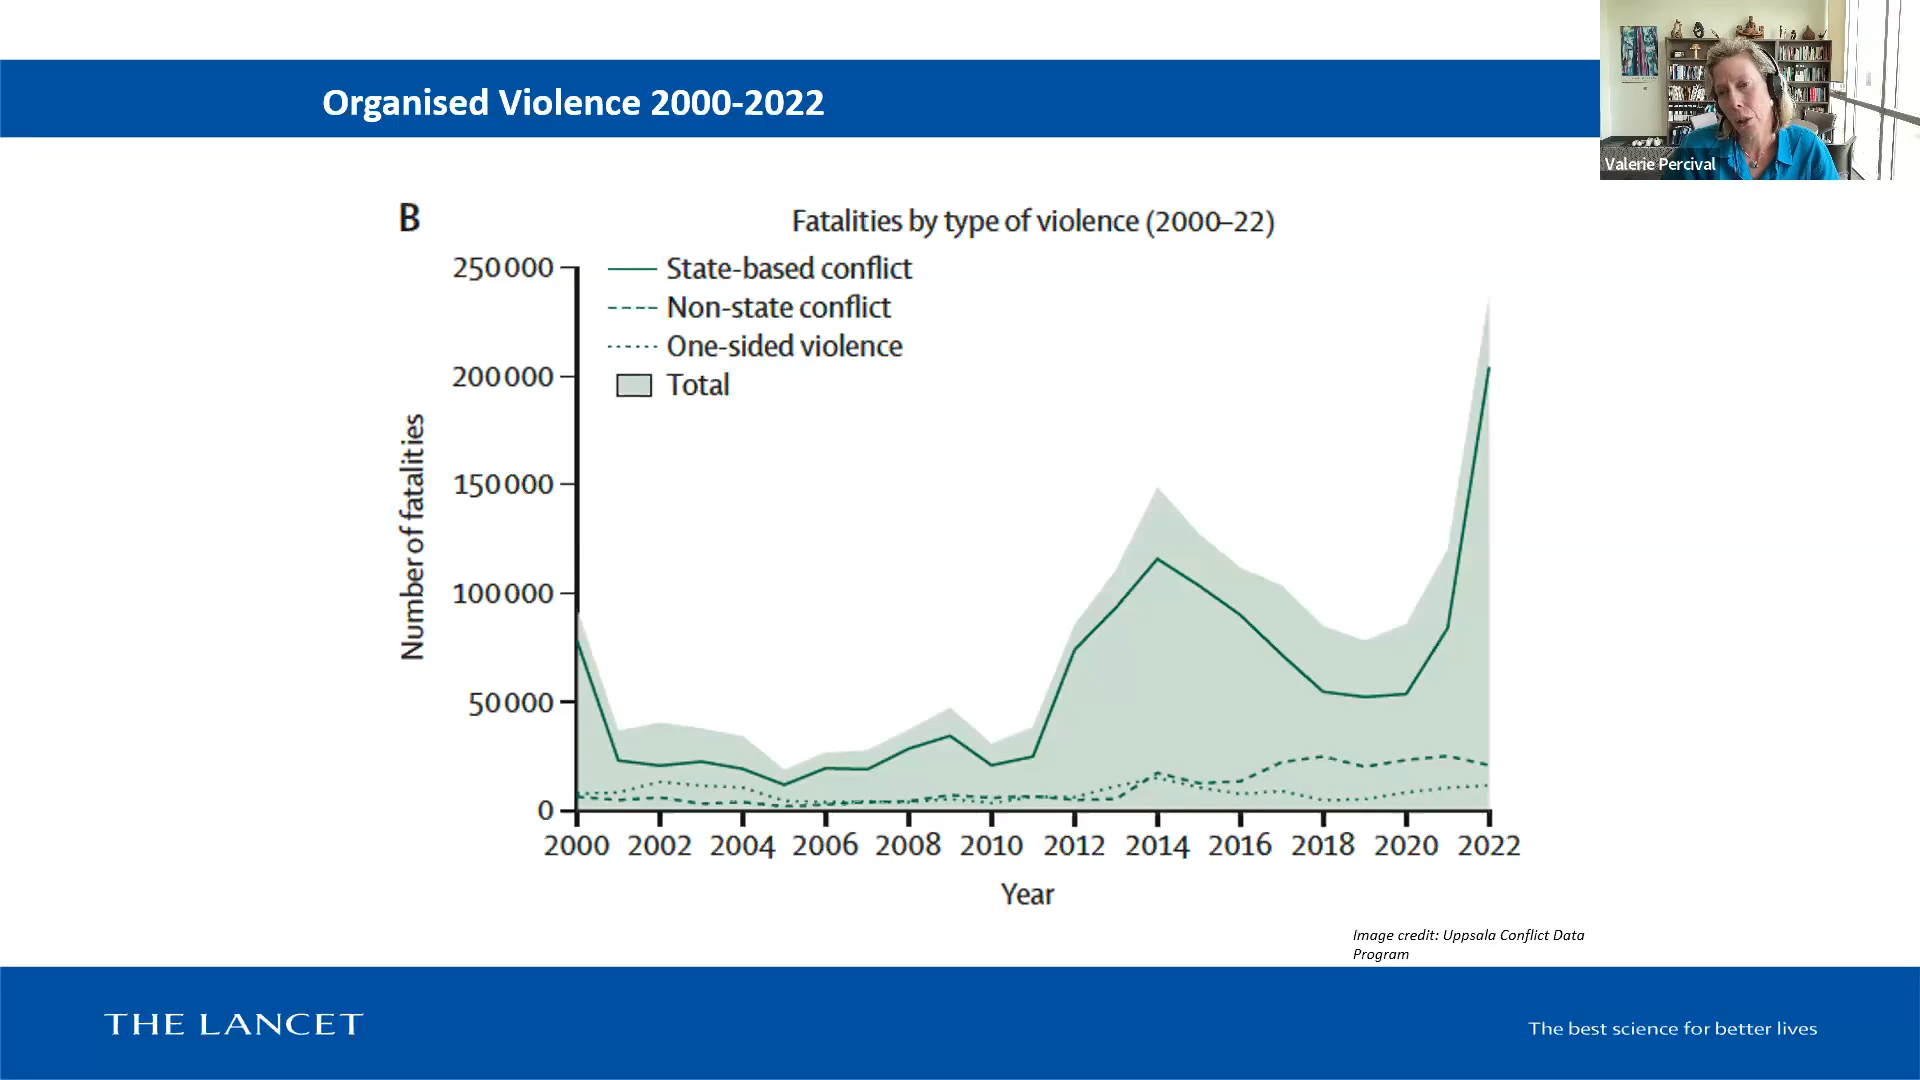 Organised Violence 2000-2022
Valerie Percival
B
Fatalities by type of violence (2000–22)
State-based conflict
Non-state conflict
One-sided violence
Total
Number of fatalities
250 000
200 000
150 000
100 000
50 000
0
2000 2002 2004 2006 2008 2010 2012 2014 2016 2018 2020 2022
Year
Image credit: Uppsala Conflict Data
Program
THE LANCET
The best science for better lives